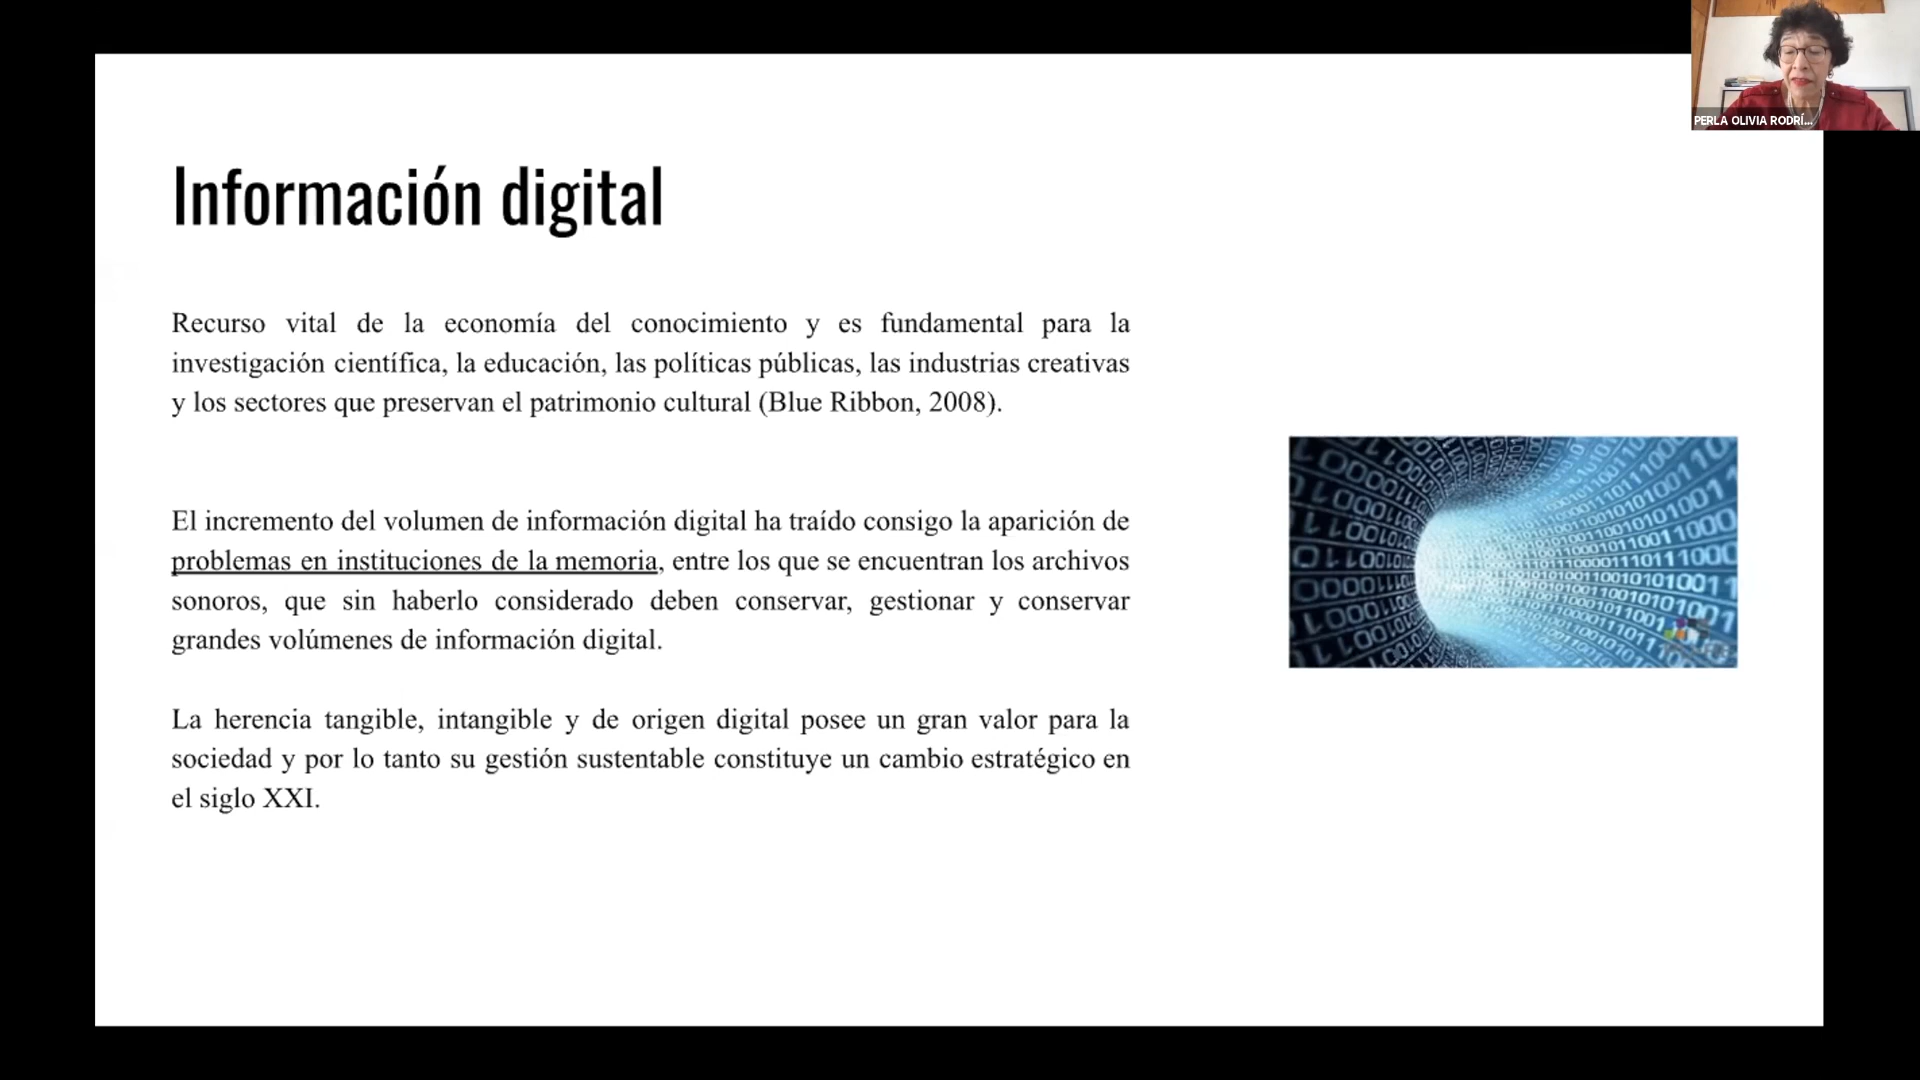 PERLA OLIVIA RODRÍ...
Información digital
Recurso vital de la economía del conocimiento y es fundamental para la
investigación científica, la educación, las políticas públicas, las industrias creativas
y los sectores que preservan el patrimonio cultural (Blue Ribbon, 2008).
El incremento del volumen de información digital ha traído consigo la aparición de
problemas en instituciones de la memoria, entre los que se encuentran los archivos
sonoros, que sin haberlo considerado deben conservar, gestionar y conservar
grandes volúmenes de información digital.
La herencia tangible, intangible y de origen digital posee un gran valor para la
sociedad y por lo tanto su gestión sustentable constituye un cambio estratégico en
el siglo XXI.